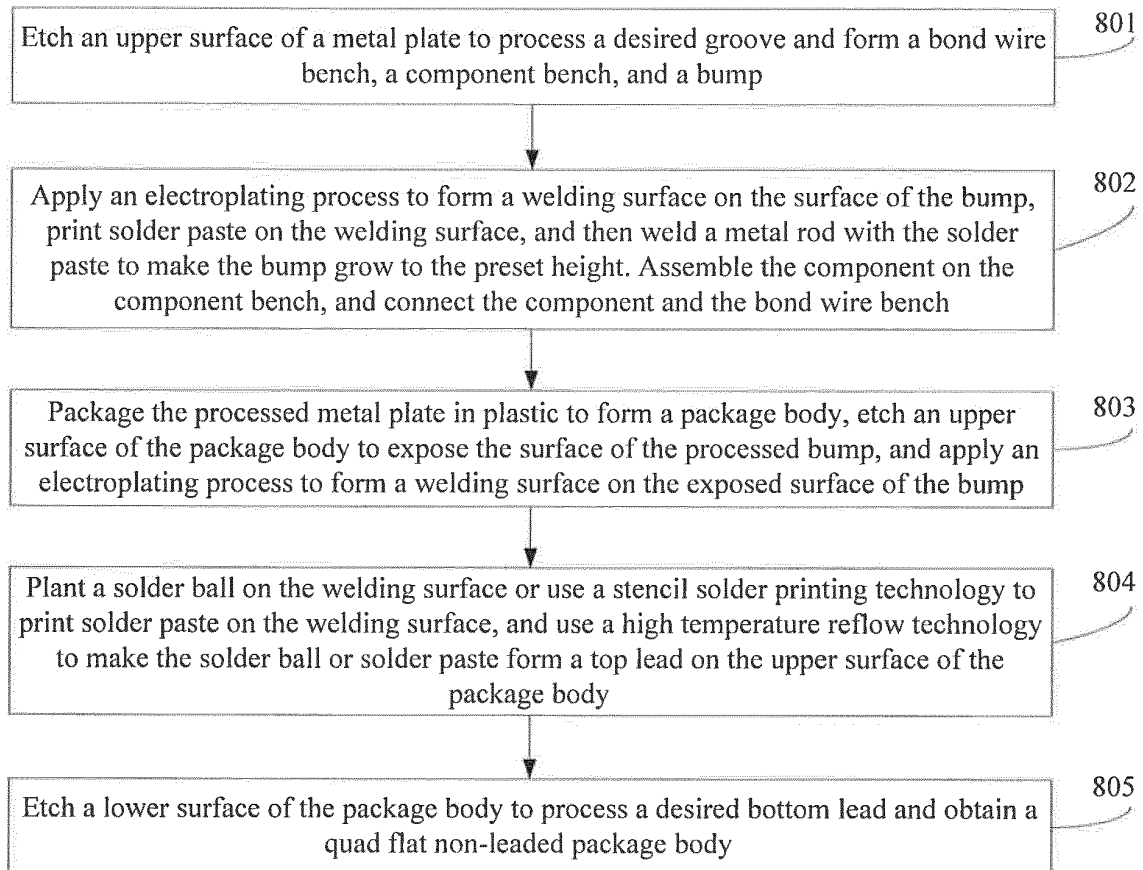 Etch an upper surface of a metal plate to process a desired groove and form a bond wire
bench, a component bench, and a bump
801
Apply an electroplating process to form a welding surface on the surface of the bump,
print solder paste on the welding surface, and then weld a metal rod with the solder
paste to make the bump grow to the preset height. Assemble the component on the
component bench, and connect the component and the bond wire bench
802
Package the processed metal plate in plastic to form a package body, etch an upper
surface of the package body to expose the surface of the processed bump, and apply an
electroplating process to form a welding surface on the exposed surface of the bump
803
Plant a solder ball on the welding surface or use a stencil solder printing technology to
print solder paste on the welding surface, and use a high temperature reflow technology
to make the solder ball or solder paste form a top lead on the upper surface of the
package body
804
Etch a lower surface of the package body to process a desired bottom lead and obtain a
quad flat non-leaded package body
805